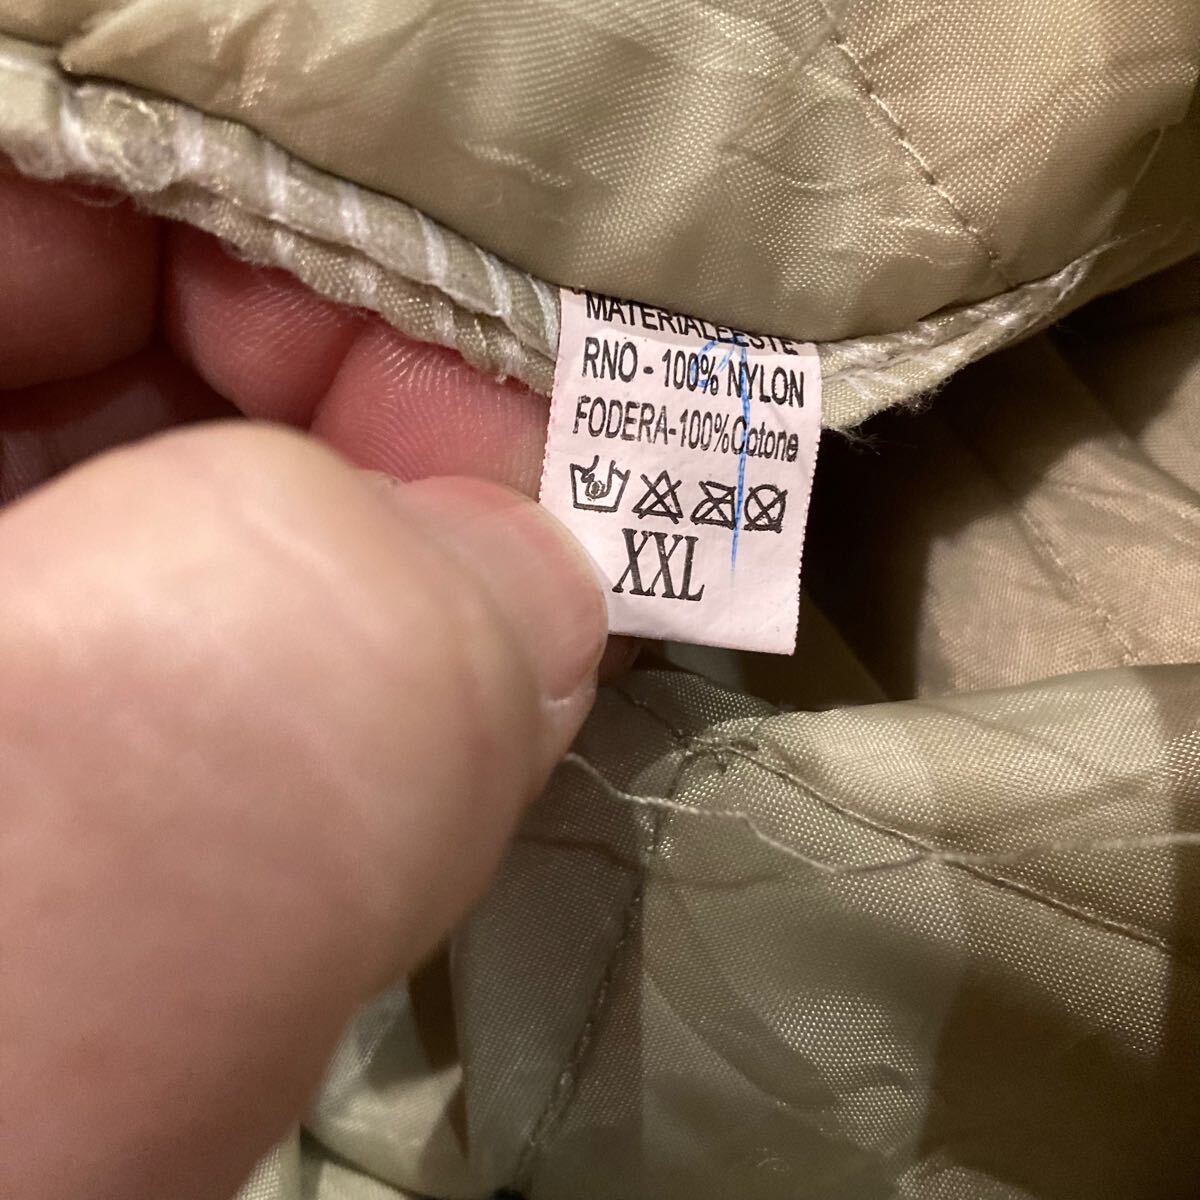 MATERIALEESTE
RNO - 100% NYLON
FODERA-100%Cotone
XXL